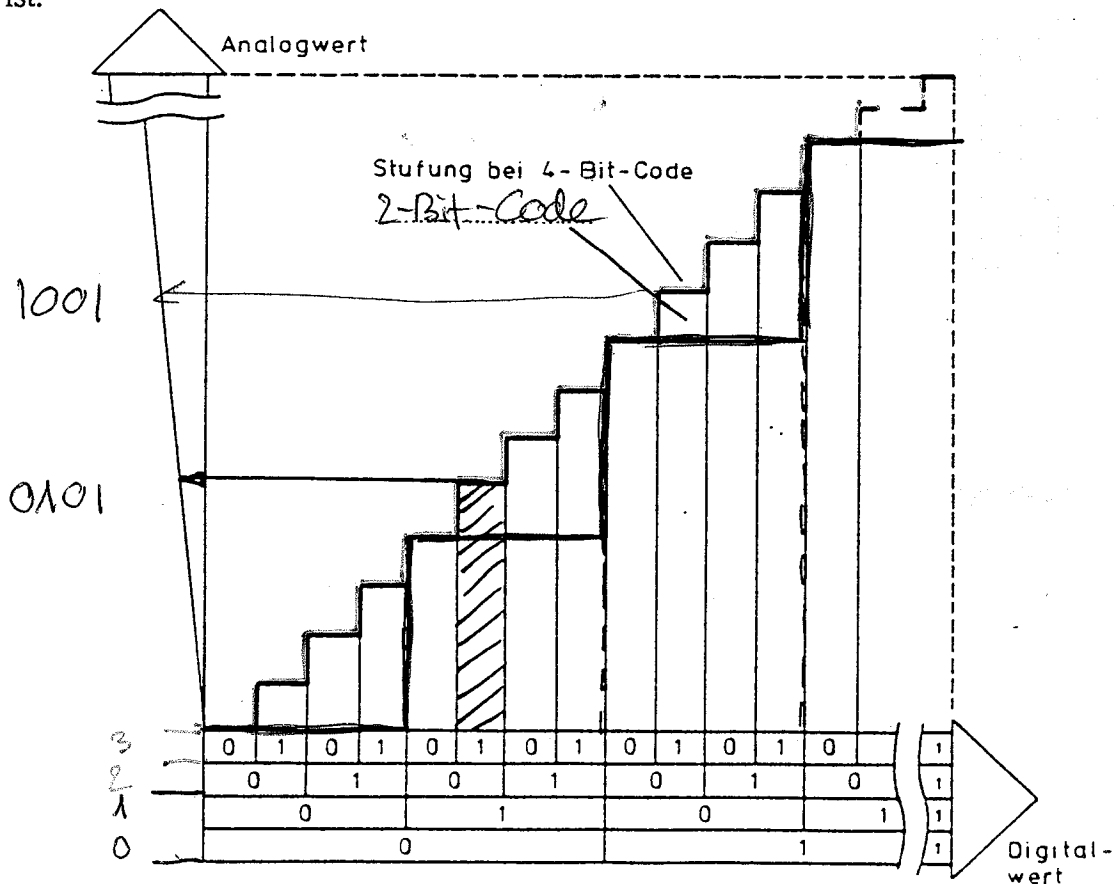 ist.
Analogwert
Stufung bei 4-Bit-Code
2-Bit-Code
1001
0101
3 0 1 0 1 0 1 0 1 0 1 0 1 0 1
2 0 1 0 1 0 1 0 1
1 0 1 0 1 1
0 0 1 1
Digital-
wert